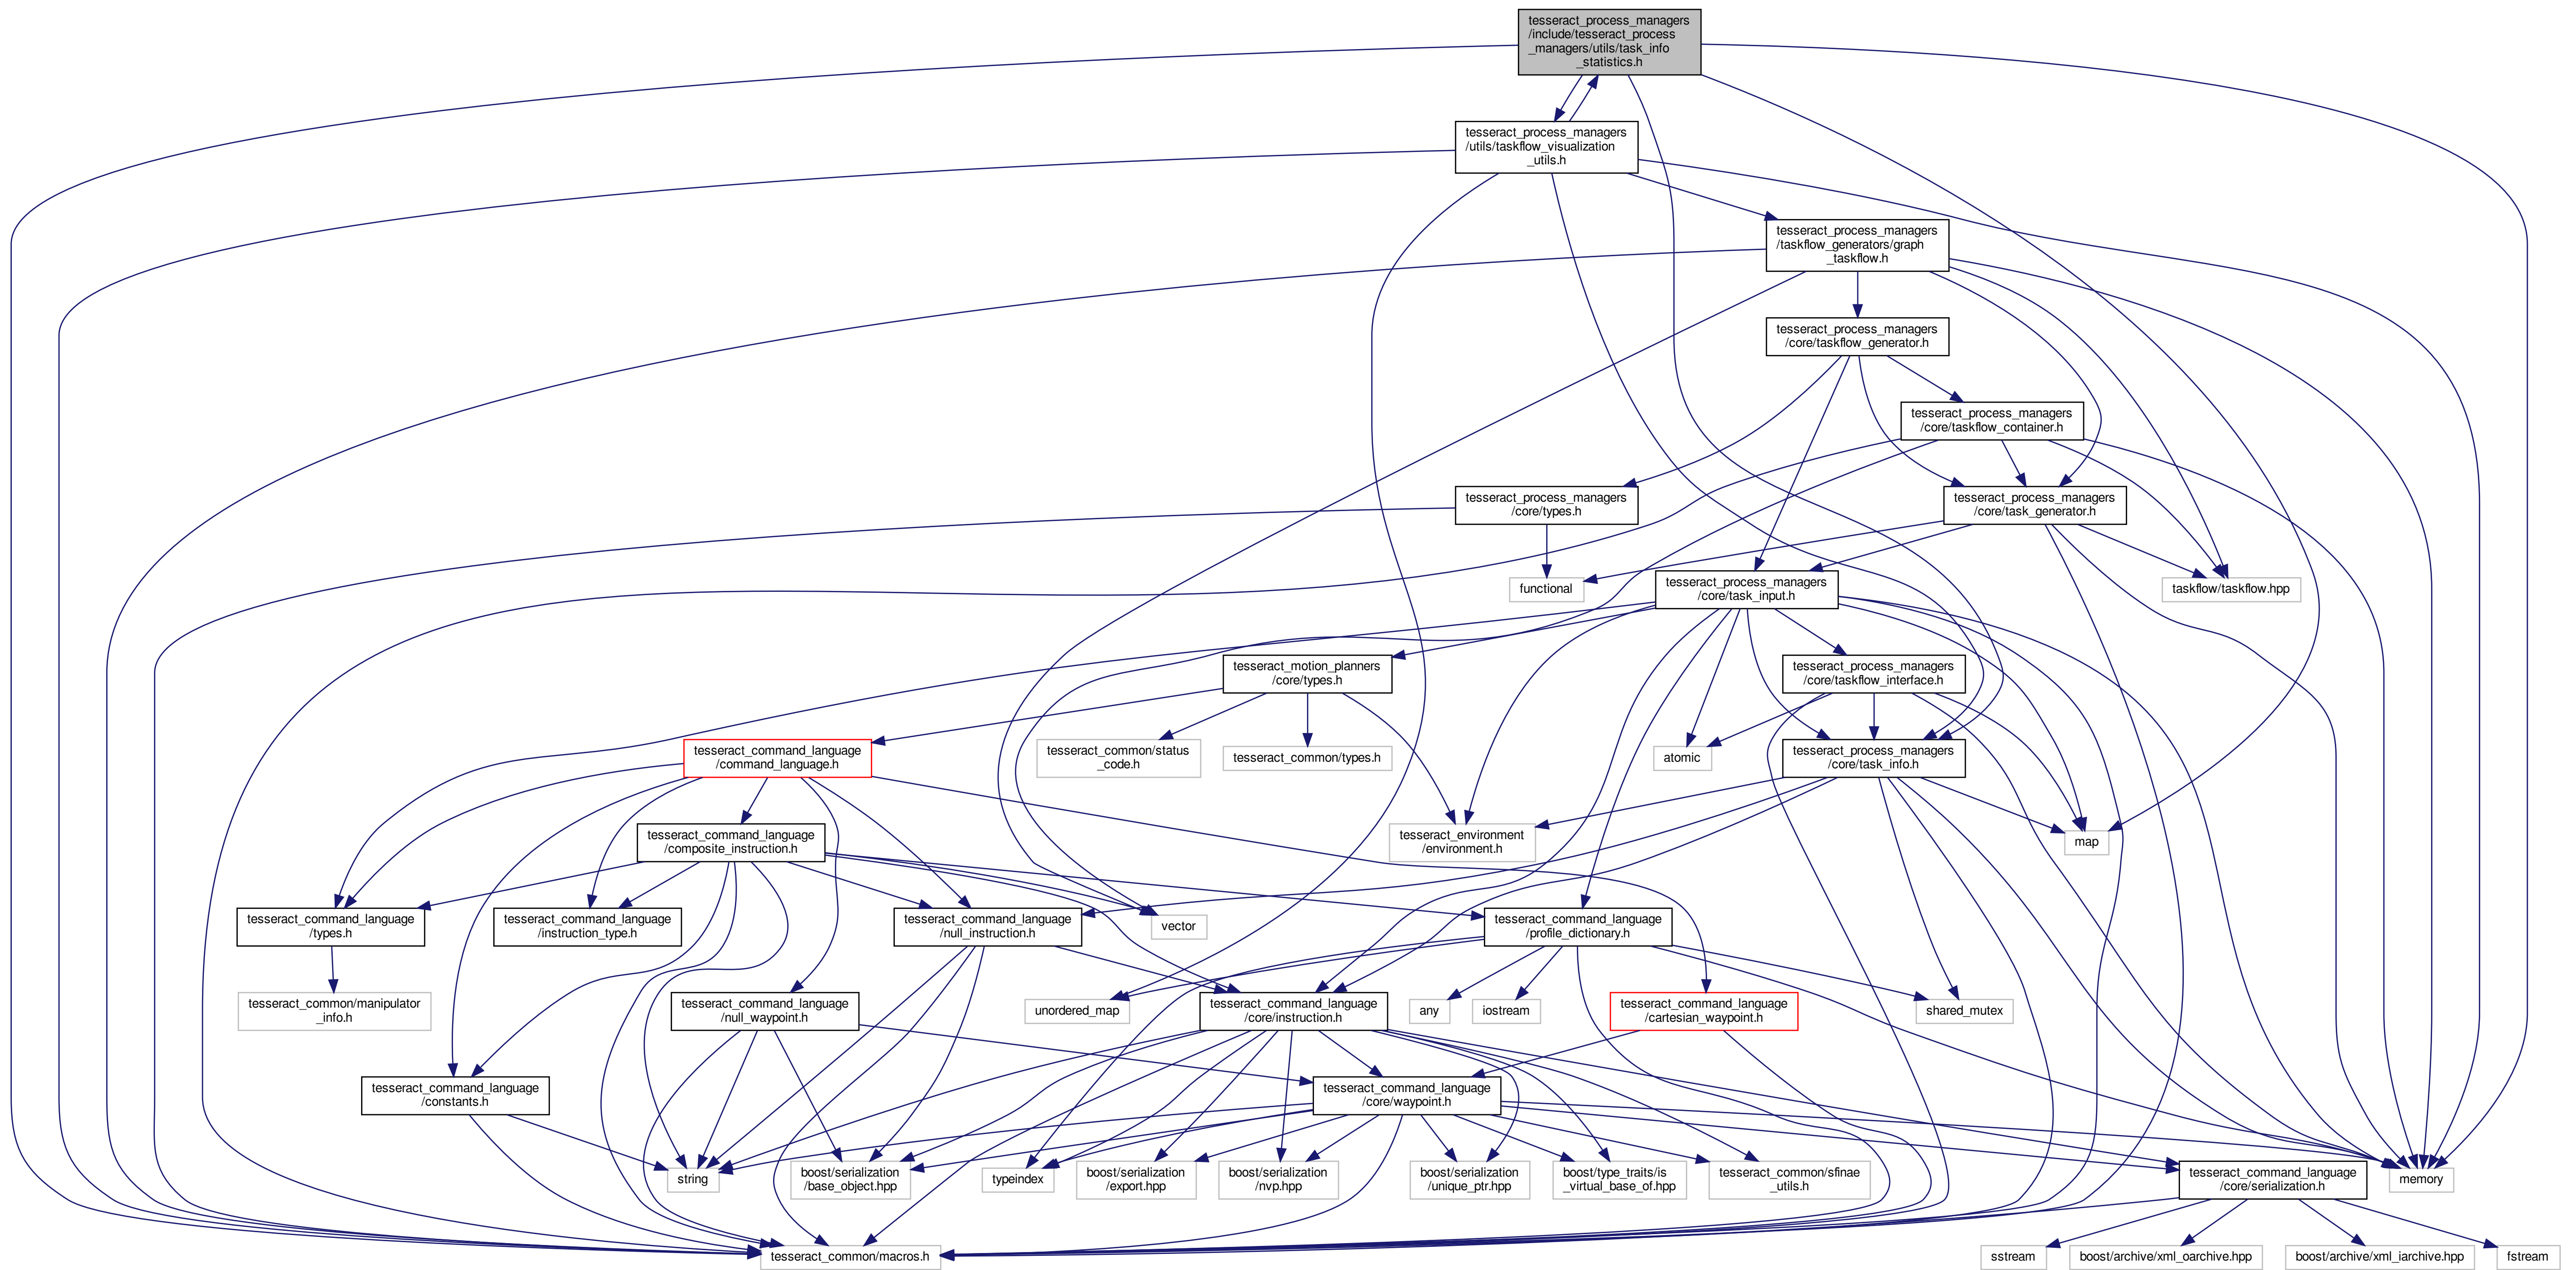 tesseract_process_managers
/include/tesseract_process
_managers/utils/task_info
_statistics.h
tesseract_process_managers
/utils/taskflow_visualization
_utils.h
tesseract_process_managers
/taskflow_generators/graph
_taskflow.h
tesseract_process_managers
/core/taskflow_generator.h
tesseract_process_managers
/core/taskflow_container.h
tesseract_process_managers
/core/types.h
tesseract_process_managers
/core/task_generator.h
functional
tesseract_process_managers
/core/task_input.h
taskflow/taskflow.hpp
tesseract_motion_planners
/core/types.h
tesseract_process_managers
/core/taskflow_interface.h
tesseract_command_language
/command_language.h
tesseract_common/status
_code.h
tesseract_common/types.h
atomic
tesseract_process_managers
/core/task_info.h
tesseract_command_language
/composite_instruction.h
tesseract_environment
/environment.h
map
tesseract_command_language
/types.h
tesseract_command_language
/instruction_type.h
tesseract_command_language
/null_instruction.h
vector
tesseract_command_language
/profile_dictionary.h
tesseract_common/manipulator
_info.h
tesseract_command_language
/null_waypoint.h
unordered_map
tesseract_command_language
/core/instruction.h
any
iostream
tesseract_command_language
/cartesian_waypoint.h
shared_mutex
tesseract_command_language
/constants.h
tesseract_command_language
/core/waypoint.h
string
boost/serialization
/base_object.hpp
typeindex
boost/serialization
/export.hpp
boost/serialization
/nvp.hpp
boost/serialization
/unique_ptr.hpp
boost/type_traits/is
_virtual_base_of.hpp
tesseract_common/sfinae
_utils.h
tesseract_command_language
/core/serialization.h
memory
tesseract_common/macros.h
sstream
boost/archive/xml_oarchive.hpp
boost/archive/xml_iarchive.hpp
fstream